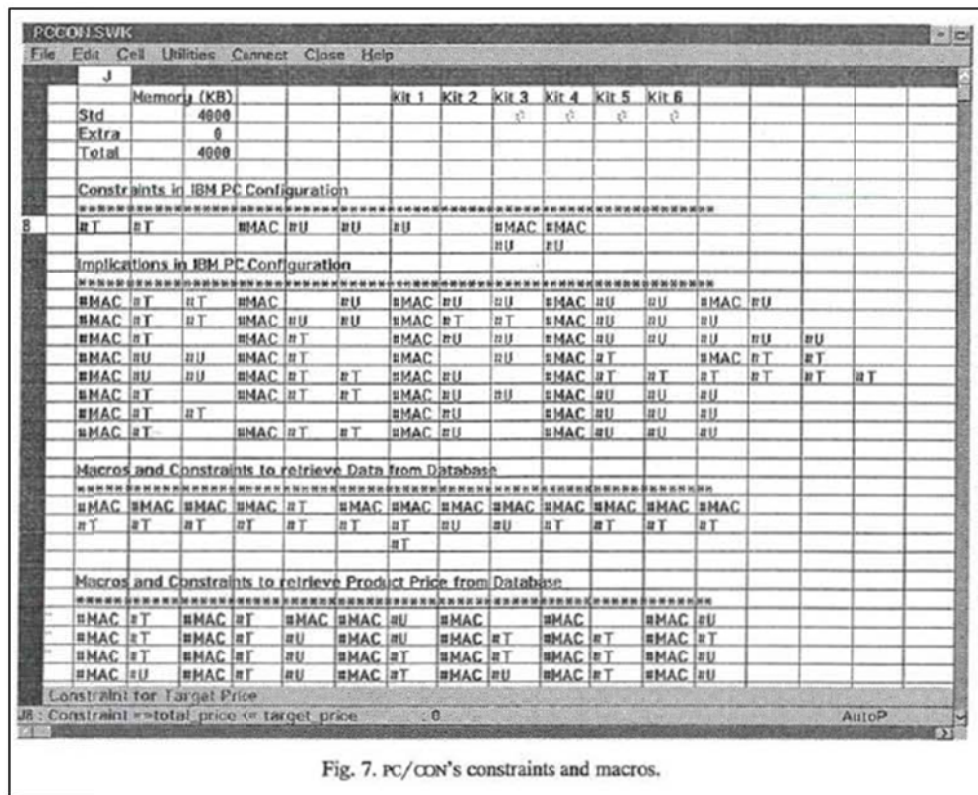 PCCON.SWK
File Edit Cell Utilities Connect Close Help
J
Memory (KB) Kit 1 Kit 2 Kit 3 Kit 4 Kit 5 Kit 6
Std 4000
Extra 0
Total 4000
Constraints in IBM PC Configuration
8 #T #T #MAC #U #U #U #MAC #MAC
#U #U
Implications in IBM PC Configuration
#MAC #T #T #MAC #U #MAC #U #U #MAC #U #U #MAC #U
#MAC #T #T #MAC #U #U #MAC #T #T #MAC #U #U #U
#MAC #T #MAC #T #MAC #U #U #MAC #U #U #U #U #U
#MAC #U #U #MAC #T #MAC #U #MAC #T #MAC #T #T
#MAC #U #U #MAC #T #T #MAC #U #MAC #T #T #T #T #T #T
#MAC #T #MAC #T #T #MAC #U #U #MAC #U #U #U
#MAC #T #T #MAC #U #MAC #U #U #U
#MAC #T #MAC #T #T #MAC #U #MAC #U #U #U
Macros and Constraints to retrieve Data from Database
#MAC #MAC #MAC #MAC #T #MAC #MAC #MAC #MAC #MAC #MAC #MAC #MAC
#T #T #T #T #T #T #T #U #U #T #T #T #T
#T
Macros and Constraints to retrieve Product Price from Database
#MAC #T #MAC #T #MAC #MAC #U #MAC #MAC #MAC #U
#MAC #T #MAC #T #U #MAC #T #MAC #T #MAC #T #MAC #T
#MAC #T #MAC #T #U #MAC #T #MAC #T #MAC #T #MAC #U
#MAC #U #MAC #T #U #MAC #T #MAC #U #MAC #T #MAC #U
Constraint for Target Price
J8 : Constraint ==total_price <= target_price : 0 AutoP
Fig. 7. PC/CON's constraints and macros.